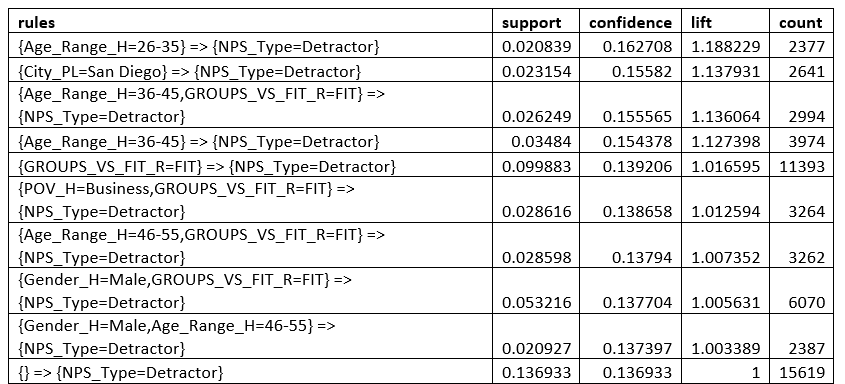 rules support confidence lift count
{Age_Range_H=26-35} => {NPS_Type=Detractor} 0.020839 0.162708 1.188229 2377
{City_PL=San Diego} => {NPS_Type=Detractor} 0.023154 0.15582 1.137931 2641
{Age_Range_H=36-45,GROUPS_VS_FIT_R=FIT} =>
{NPS_Type=Detractor} 0.026249 0.155565 1.136064 2994
{Age_Range_H=36-45} => {NPS_Type=Detractor} 0.03484 0.154378 1.127398 3974
{GROUPS_VS_FIT_R=FIT} => {NPS_Type=Detractor} 0.099883 0.139206 1.016595 11393
{POV_H=Business,GROUPS_VS_FIT_R=FIT} =>
{NPS_Type=Detractor} 0.028616 0.138658 1.012594 3264
{Age_Range_H=46-55,GROUPS_VS_FIT_R=FIT} =>
{NPS_Type=Detractor} 0.028598 0.13794 1.007352 3262
{Gender_H=Male,GROUPS_VS_FIT_R=FIT} =>
{NPS_Type=Detractor} 0.053216 0.137704 1.005631 6070
{Gender_H=Male,Age_Range_H=46-55} =>
{NPS_Type=Detractor} 0.020927 0.137397 1.003389 2387
{} => {NPS_Type=Detractor} 0.136933 0.136933 1 15619